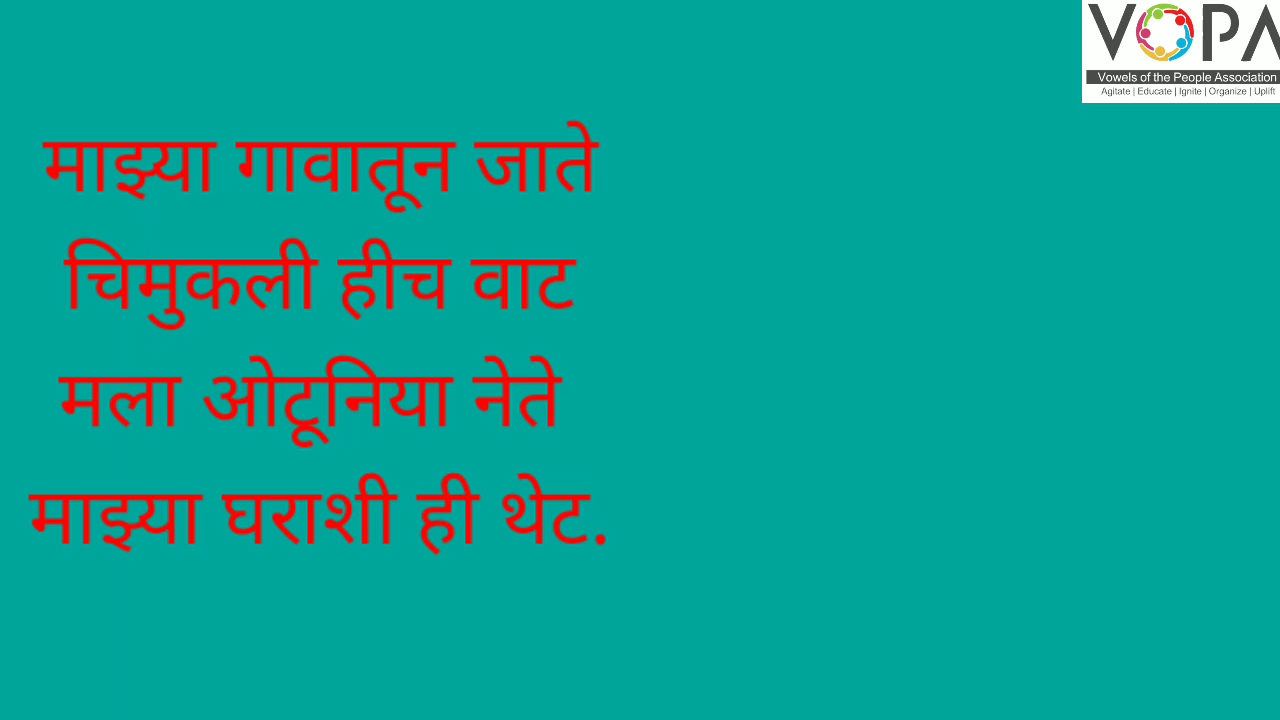 VOPA
Vowels of the People Association
Agitate | Educate | Ignite | Organize | Uplift
माझ्या गावातून जाते
चिमुकली हीच वाट
मला ओटूनिया नेते
माझ्या घराशी ही थेट.